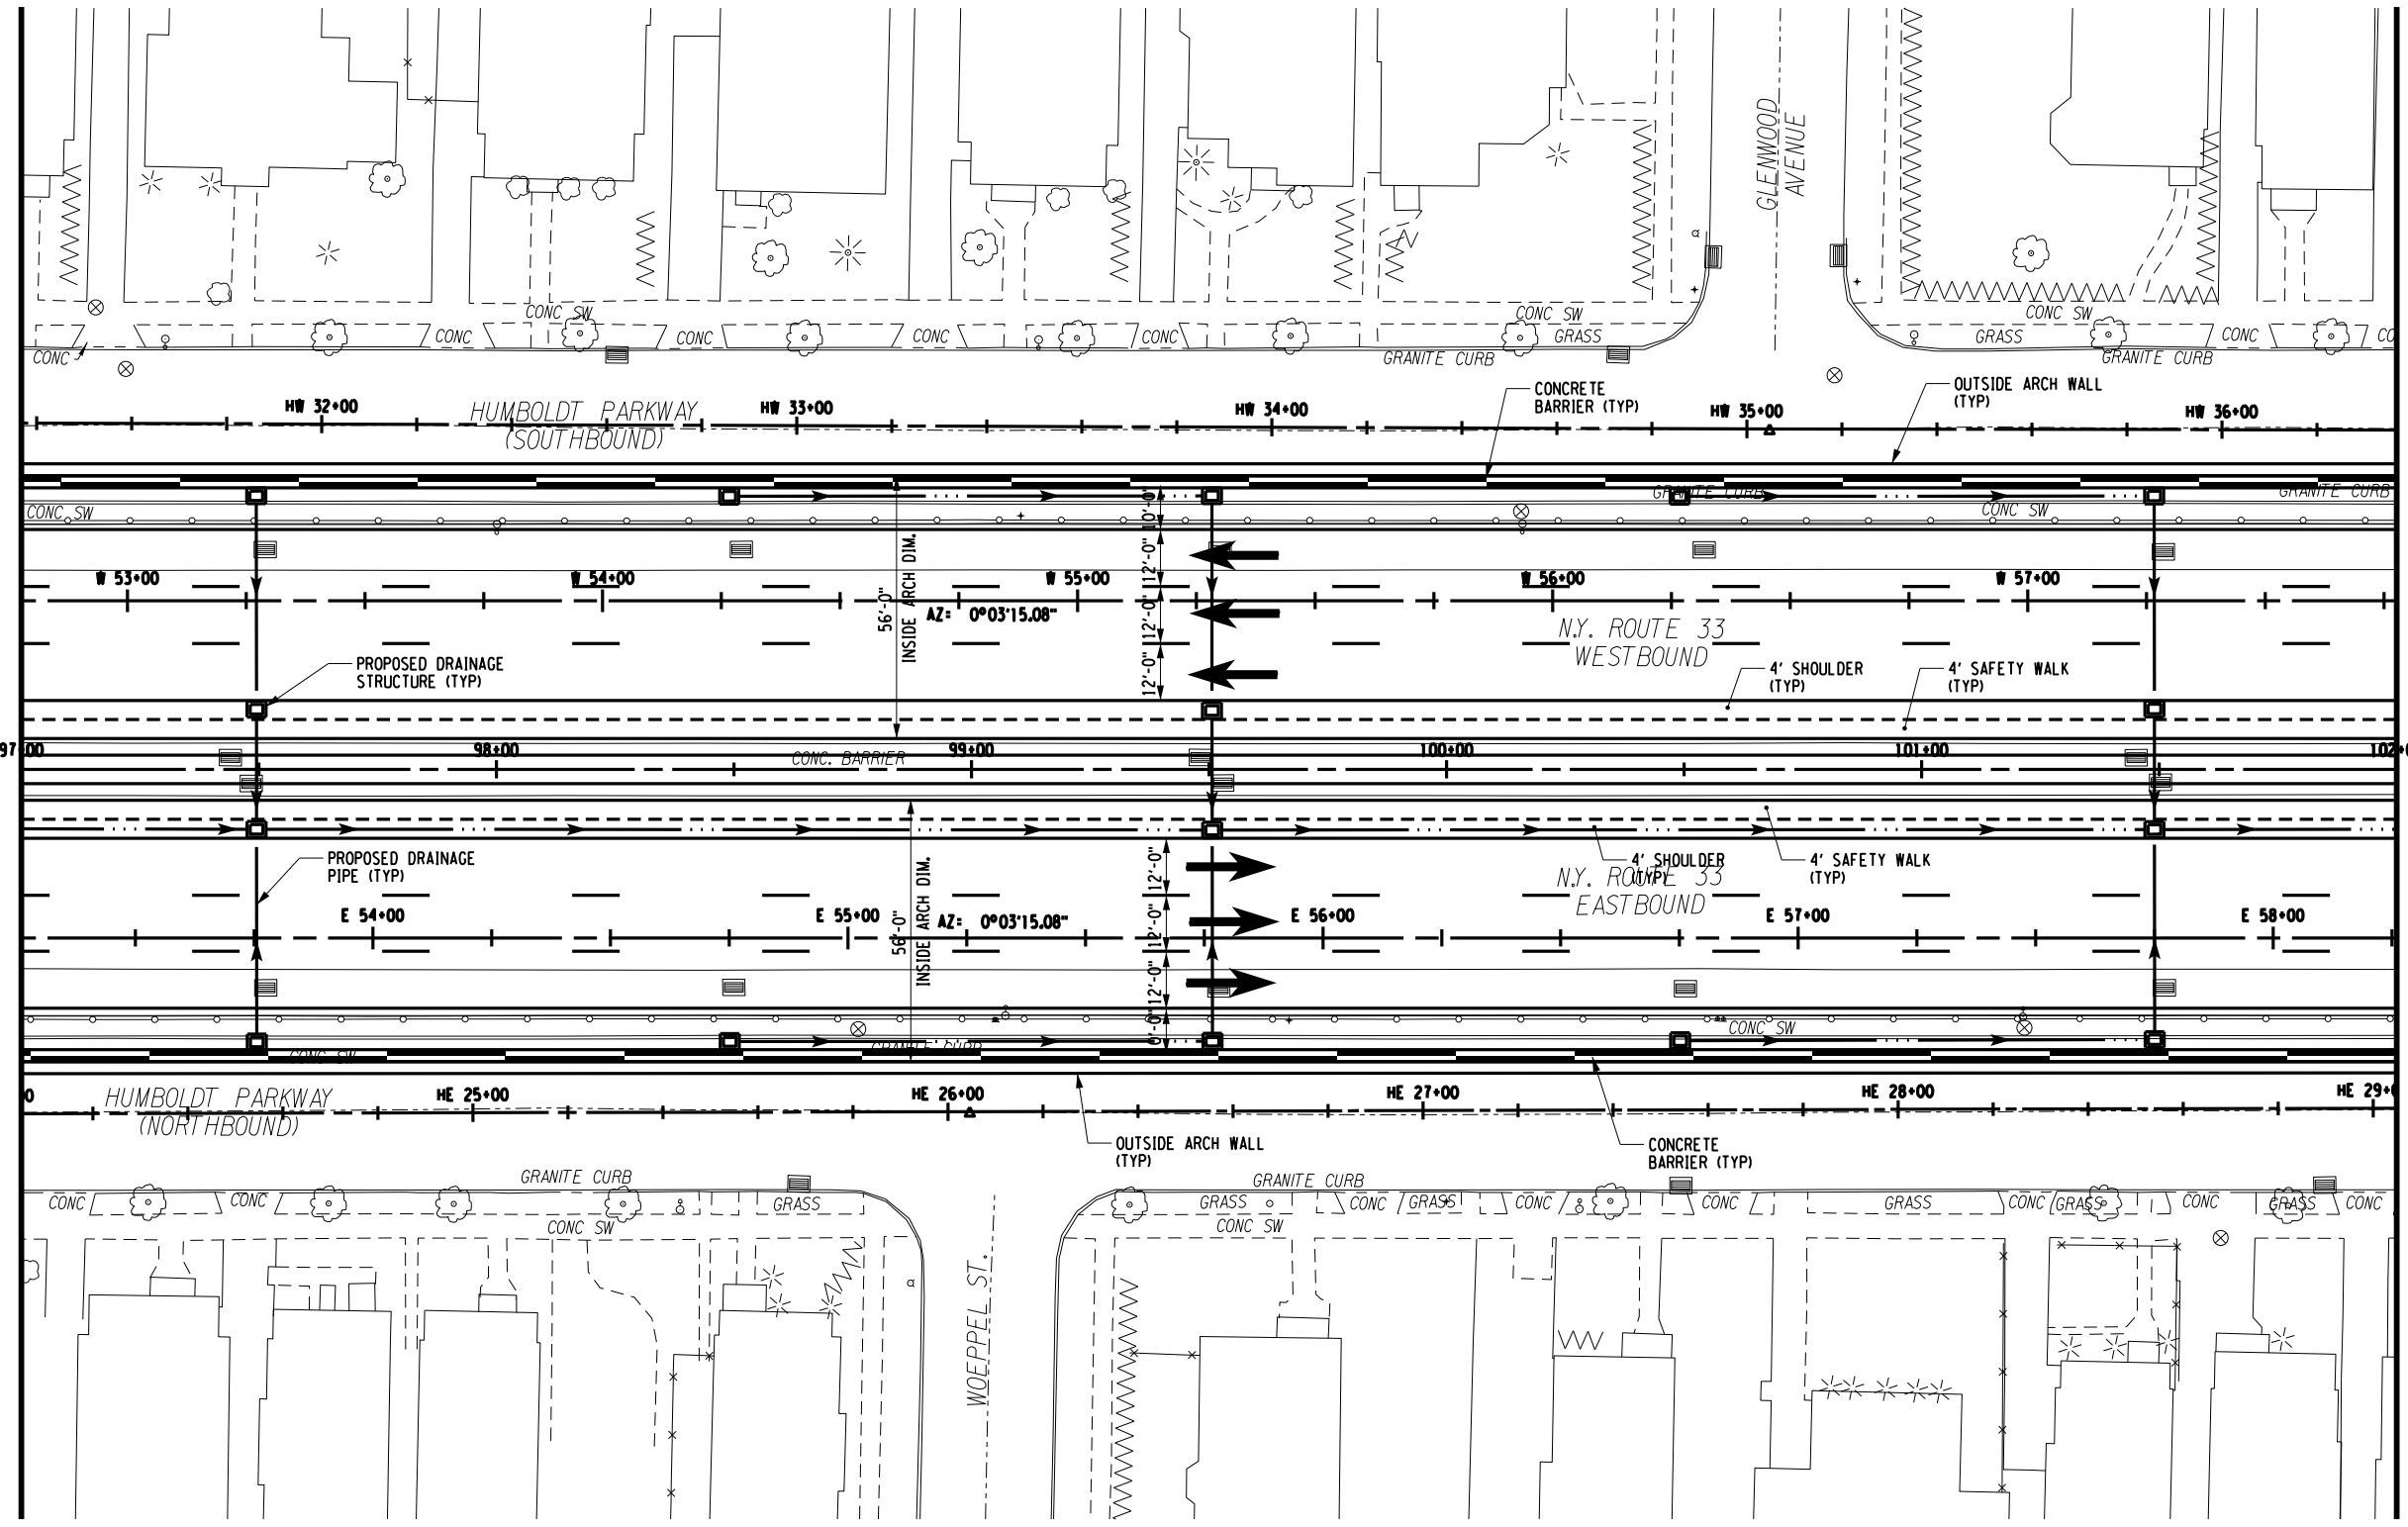 GLENWOOD
AVENUE
CONC SW
CONC SW
CONC SW
CONC
CONC
CONC
CONC
CONC
GRASS
GRASS
CONC
GRANITE CURB
GRANITE CURB
HW 32+00
HUMBOLDT PARKWAY
(SOUTHBOUND)
HW 33+00
HW 34+00
CONCRETE
BARRIER (TYP)
HW 35+00
OUTSIDE ARCH WALL
(TYP)
HW 36+00
GRANITE CURB
GRANITE CURB
CONC SW
CONC SW
10'-0"
12'-0"
12'-0"
12'-0"
56'-0"
INSIDE ARCH DIM.
W 53+00
W 54+00
W 55+00
W 56+00
W 57+00
AZ: 0°03'15.08"
N.Y. ROUTE 33
WESTBOUND
PROPOSED DRAINAGE
STRUCTURE (TYP)
4' SHOULDER
(TYP)
4' SAFETY WALK
(TYP)
97+00
98+00
CONC. BARRIER
99+00
100+00
101+00
PROPOSED DRAINAGE
PIPE (TYP)
56'-0"
INSIDE ARCH DIM.
12'-0"
12'-0"
12'-0"
4' SHOULDER
(TYP)
4' SAFETY WALK
(TYP)
N.Y. ROUTE 33
EASTBOUND
E 54+00
E 55+00
AZ: 0°03'15.08"
E 56+00
E 57+00
E 58+00
CONC SW
CONC SW
HUMBOLDT PARKWAY
(NORTHBOUND)
HE 25+00
HE 26+00
HE 27+00
HE 28+00
OUTSIDE ARCH WALL
(TYP)
CONCRETE
BARRIER (TYP)
GRANITE CURB
GRANITE CURB
CONC
CONC
GRASS
GRASS
CONC
GRASS
CONC
CONC
GRASS
CONC
GRASS
CONC
GRASS
CONC
CONC SW
CONC SW
WOEPPEL ST.